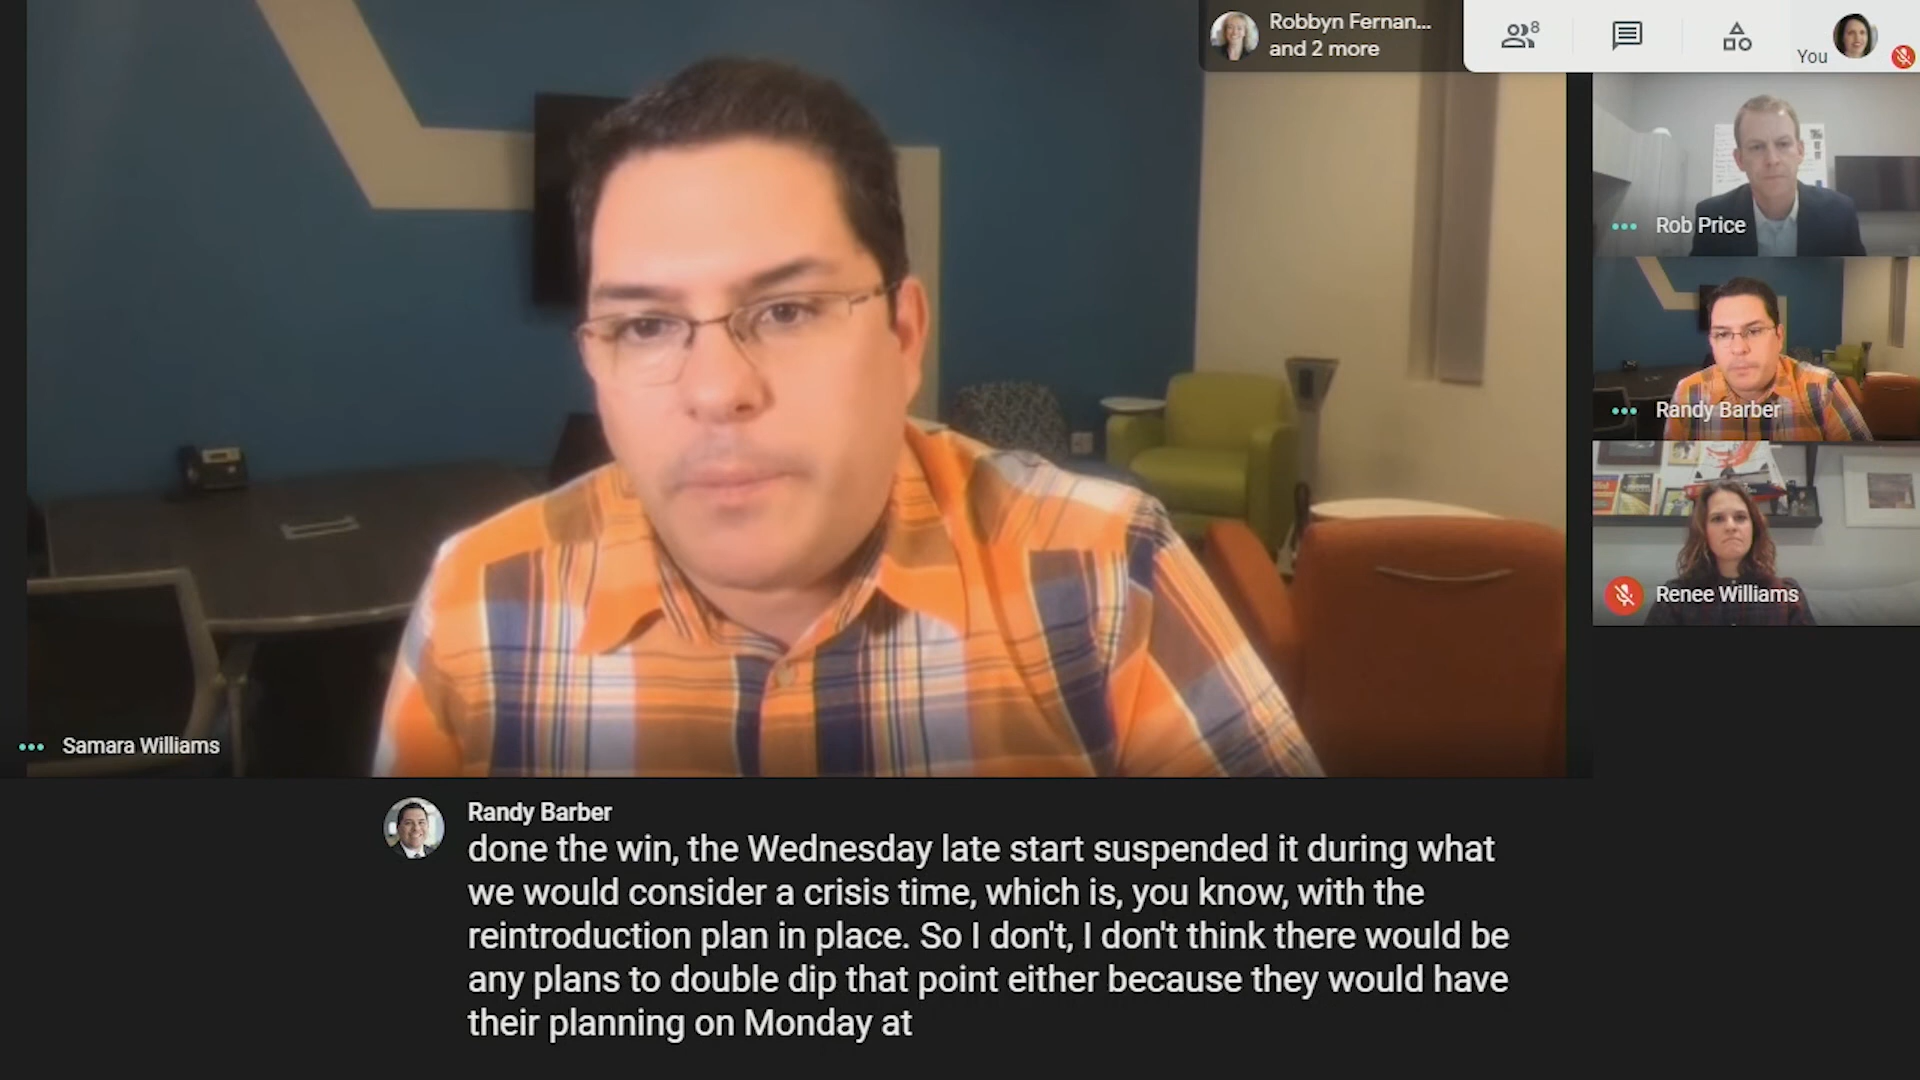 Robbyn Fernan...
and 2 more
8
You
Rob Price
Randy Barber
Renee Williams
Samara Williams
Randy Barber
done the win, the Wednesday late start suspended it during what
we would consider a crisis time, which is, you know, with the
reintroduction plan in place. So I don't, I don't think there would be
any plans to double dip that point either because they would have
their planning on Monday at